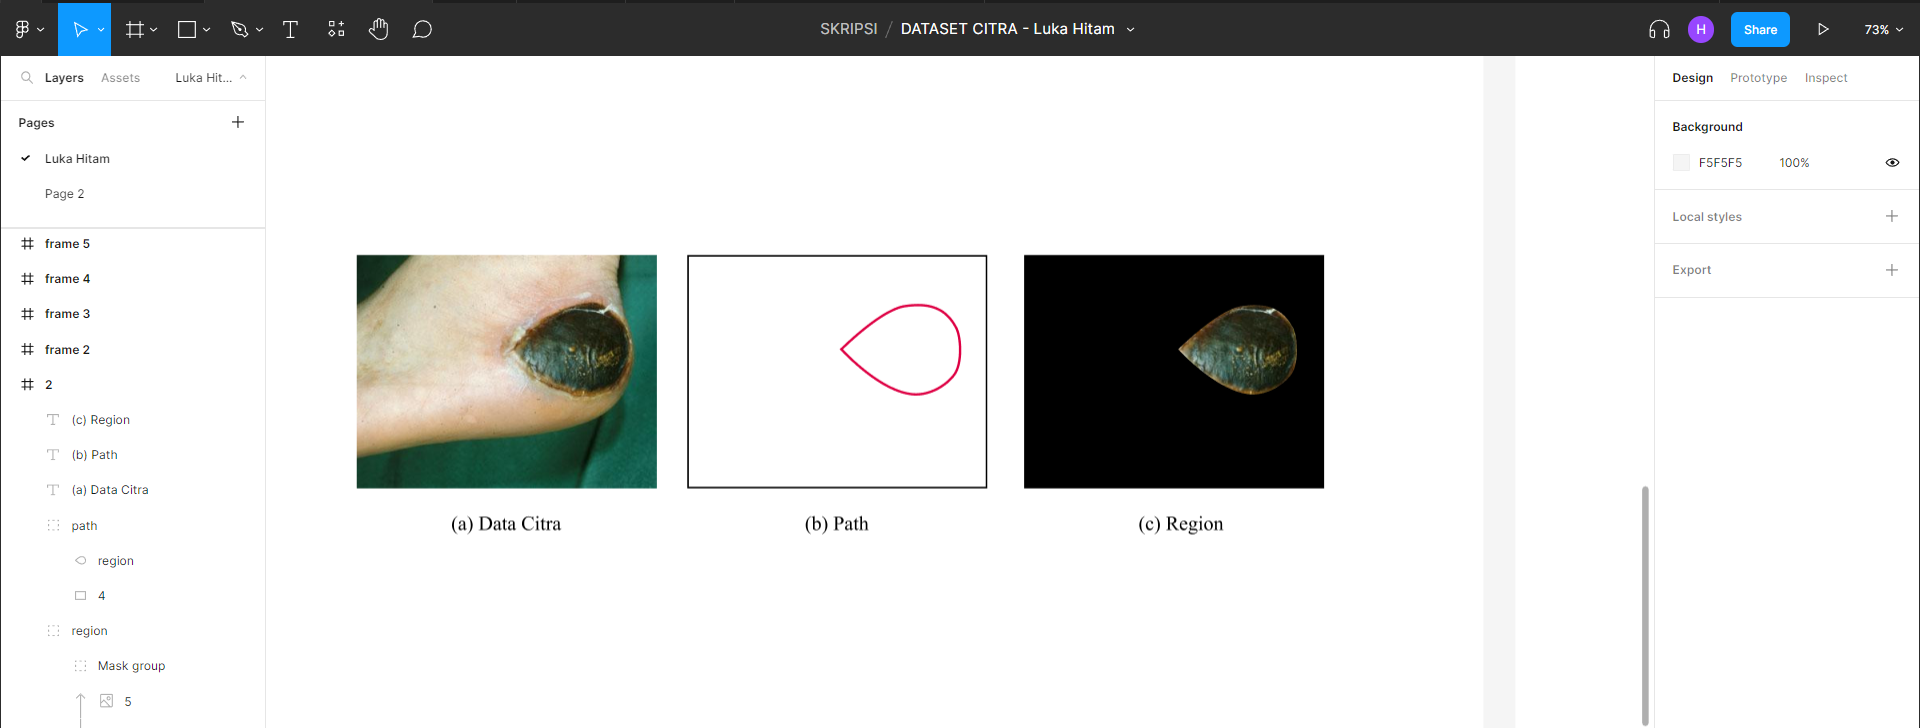 SKRIPSI / DATASET CITRA - Luka Hitam
H
Share
73%
Layers Assets Luka Hit...
Pages
Luka Hitam
Page 2
frame 5
frame 4
frame 3
frame 2
2
(c) Region
(b) Path
(a) Data Citra
path
region
4
region
Mask group
5
(a) Data Citra
(b) Path
(c) Region
Design Prototype Inspect
Background
F5F5F5 100%
Local styles
Export